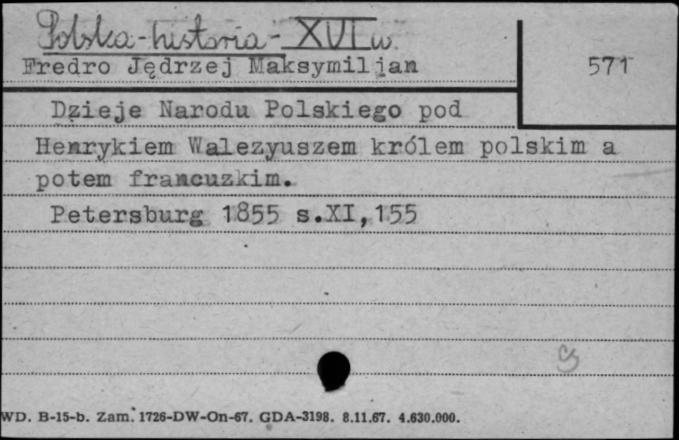 Polska - historia - XVI w.
Fredro Jędrzej Maksymiljan
571
Dzieje Narodu Polskiego pod
Henrykiem Walezyuszem królem polskim a
potem francuzkim.
Petersburg 1855 s.XI,155
WD. B-15-b. Zam. 1726-DW-On-67. GDA-3198. 8.11.67. 4.630.000.